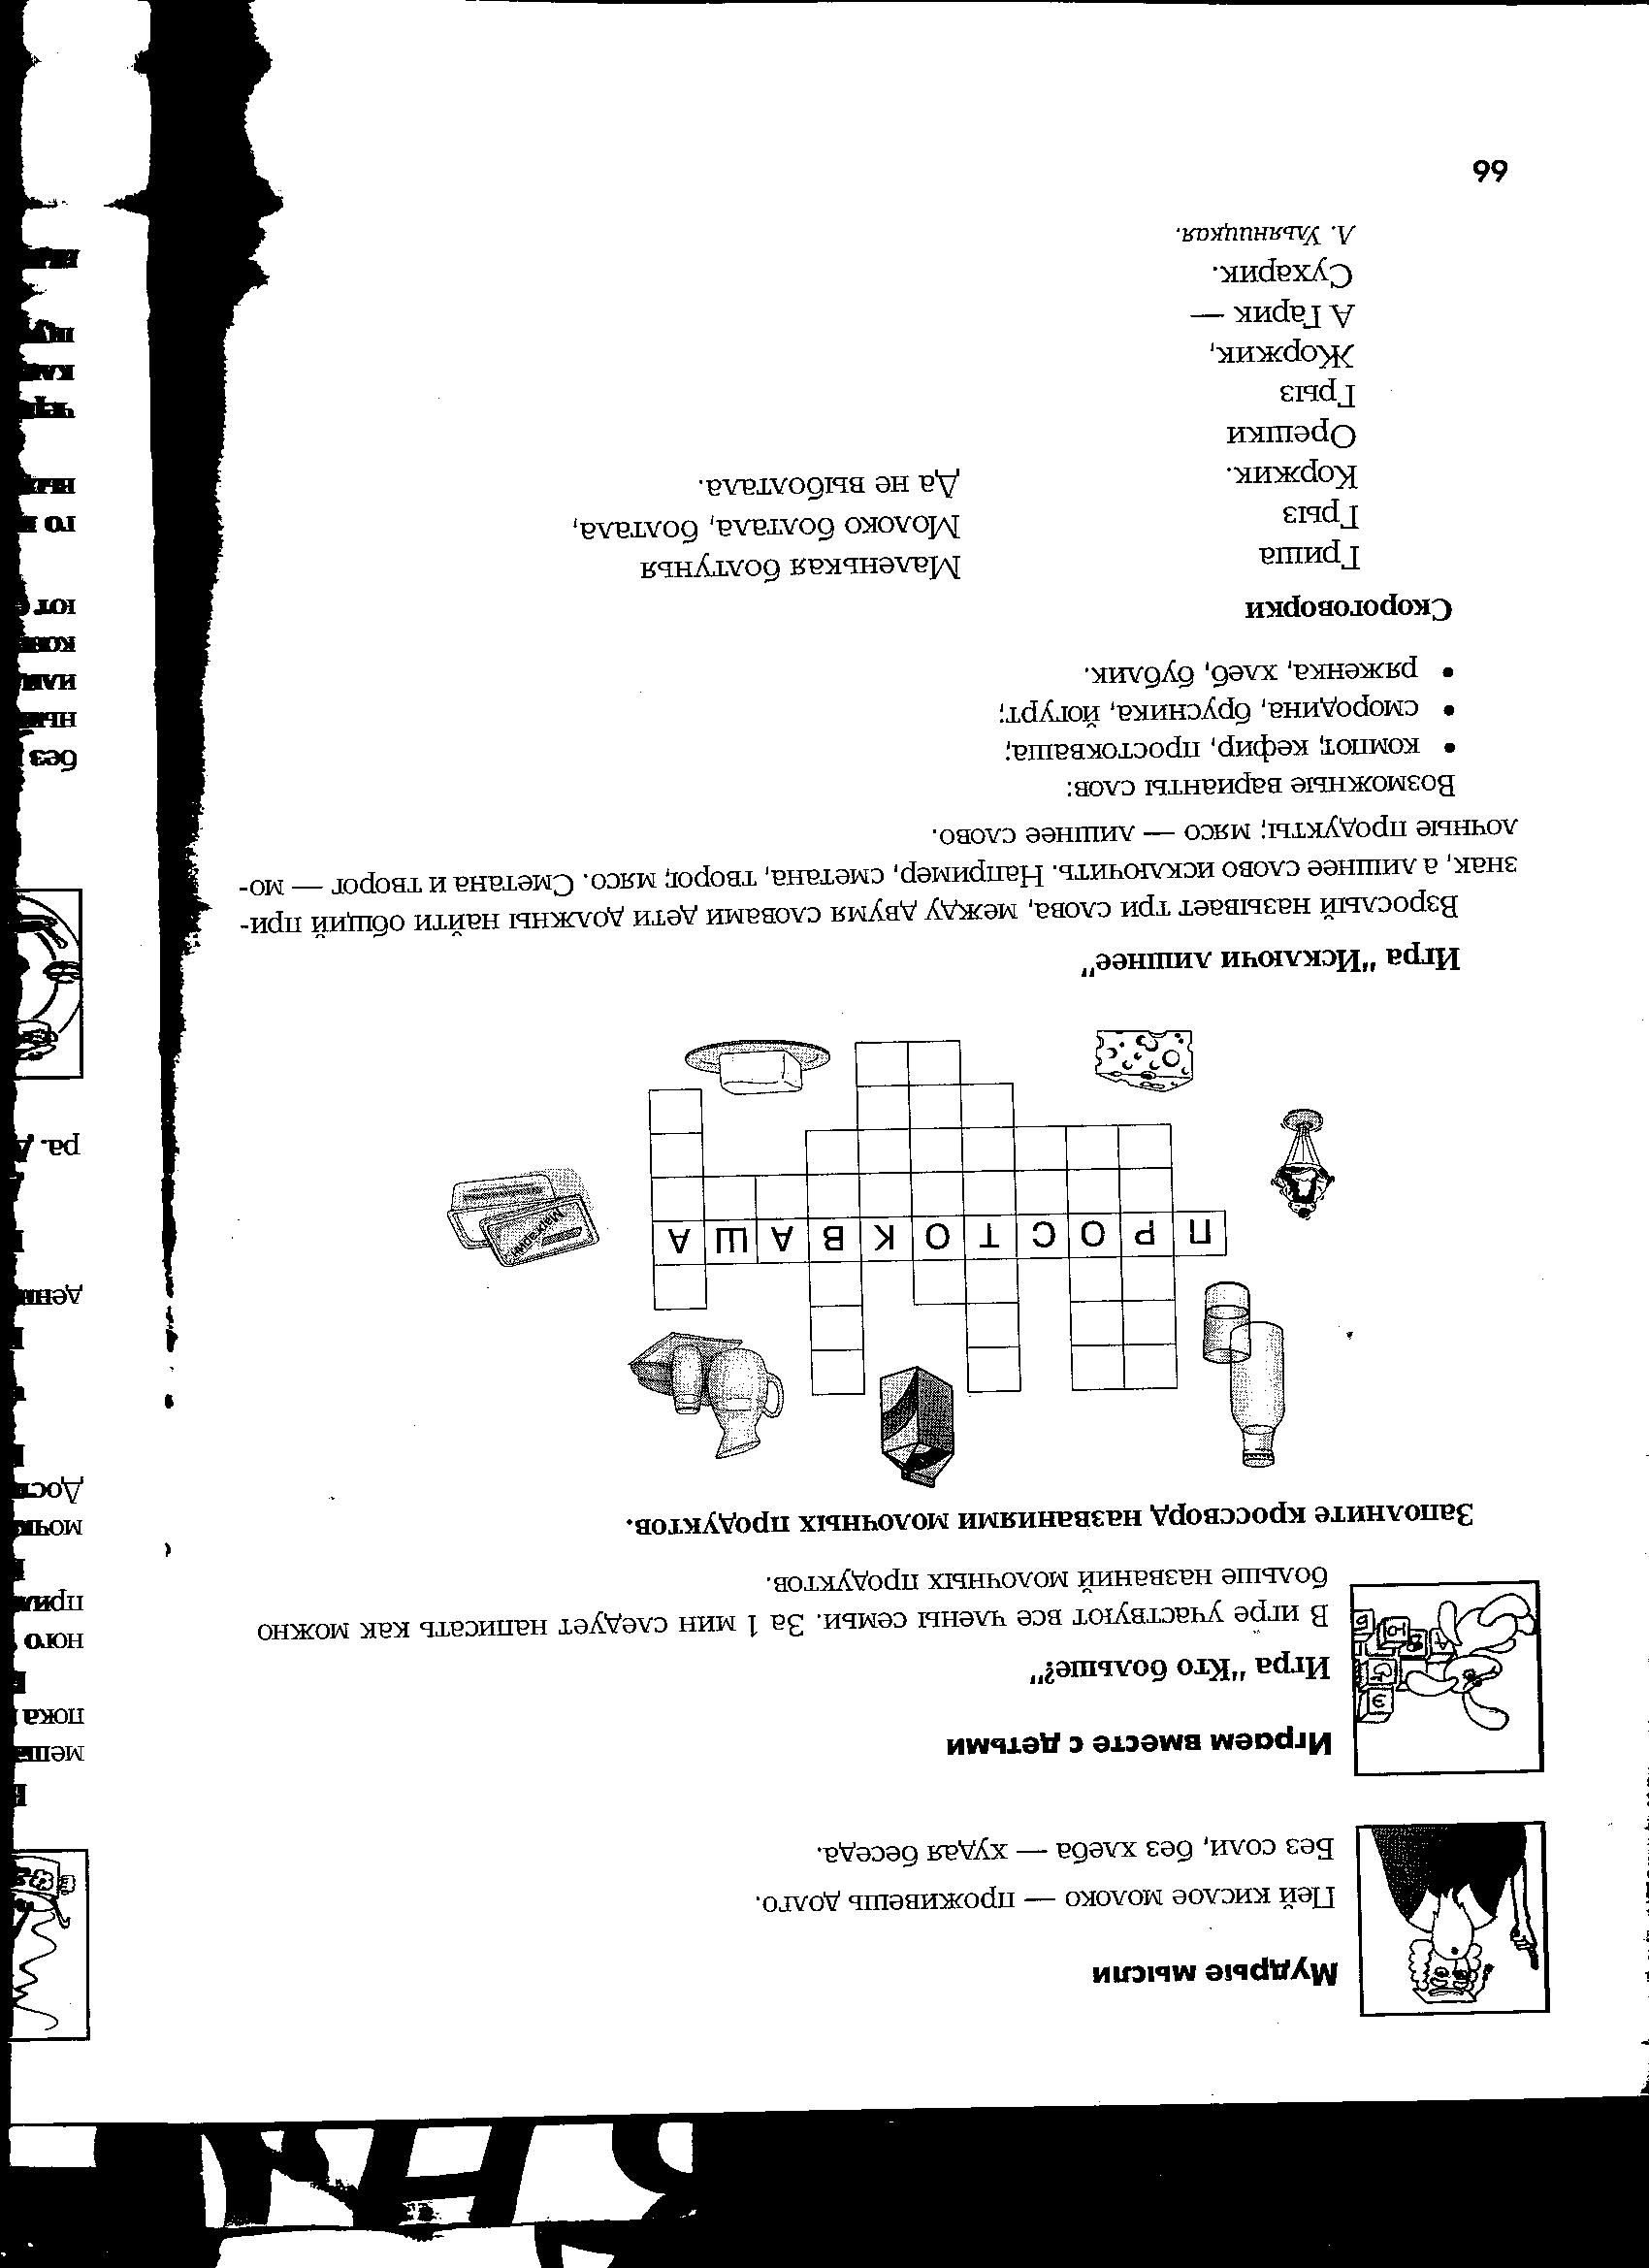 Мудрые мысли
Пей кислое молоко — проживешь долго.
Без соли, без хлеба — худая беседа.
Играем вместе с детьми
Игра "Кто больше?"
В игре участвуют все члены семьи. За 1 мин следует написать как можно
больше названий молочных продуктов.
Заполните кроссворд названиями молочных продуктов.
ПРОСТОКВАША
Игра "Исключи лишнее"
Взрослый называет три слова, между двумя словами дети должны найти общий при-
знак, а лишнее слово исключить. Например, сметана, творог, мясо. Сметана и творог — мо-
лочные продукты; мясо — лишнее слово.
Возможные варианты слов:
• компот, кефир, простокваша;
• смородина, брусника, йогурт;
• ряженка, хлеб, бублик.
Скороговорки
Гриша
Грыз
Коржик.
Орешки
Грыз
Жоржик,
А Гарик —
Сухарик.
Л. Ульяницкая.
Маленькая болтунья
Молоко болтала, болтала,
Да не выболтала.
66